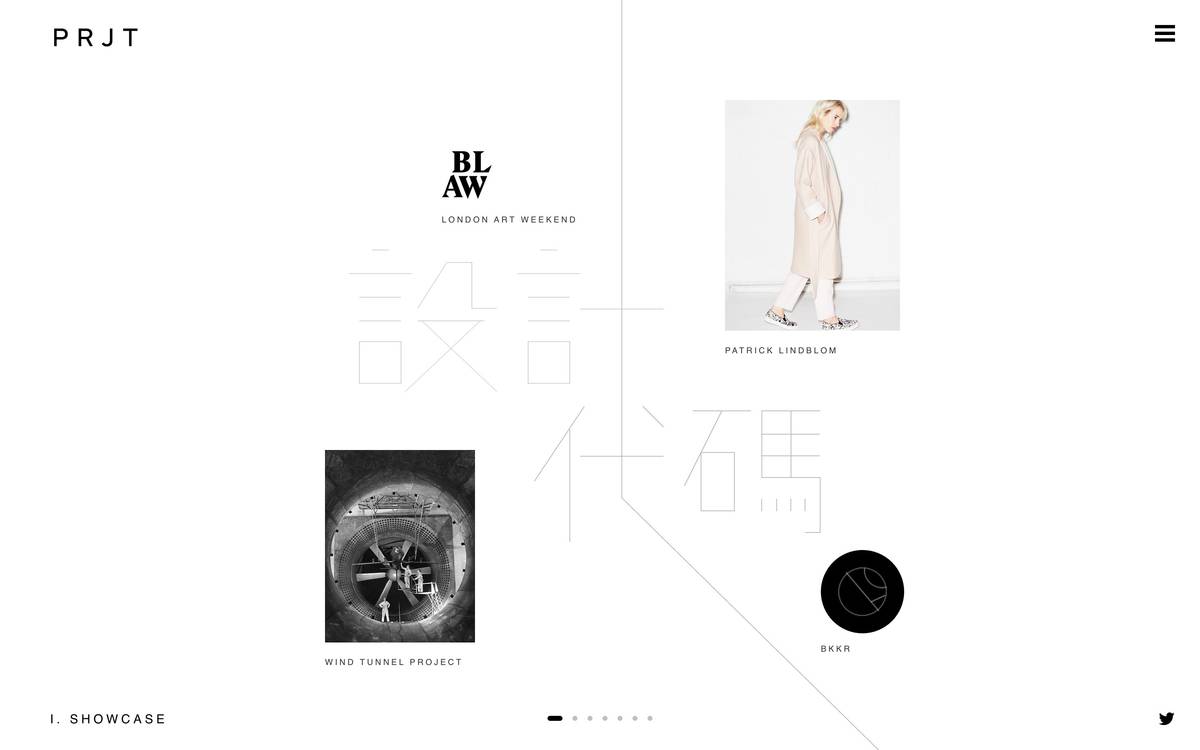 PRJT
BL
AW
LONDON ART WEEKEND
設計
PATRICK LINDBLOM
代碼
WIND TUNNEL PROJECT
BKKR
I. SHOWCASE